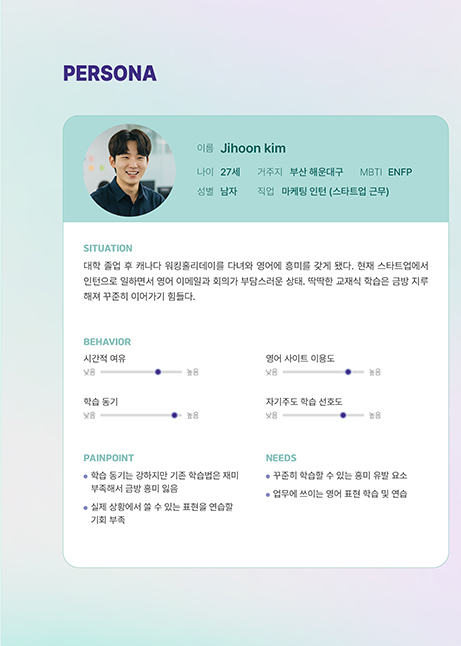 PERSONA
이름 Jihoon kim
나이 27세 거주지 부산 해운대구 MBTI ENFP
성별 남자 직업 마케팅 인턴 (스타트업 근무)
SITUATION
대학 졸업 후 캐나다 워킹홀리데이를 다녀와 영어에 흥미를 갖게 됐다. 현재 스타트업에서
인턴으로 일하면서 영어 이메일과 회의가 부담스러운 상태. 딱딱한 교재식 학습은 금방 지루
해져 꾸준히 이어가기 힘들다.
BEHAVIOR
시간적 여유
낮음 높음
영어 사이트 이용도
낮음 높음
학습 동기
낮음 높음
자기주도 학습 선호도
낮음 높음
PAINPOINT
학습 동기는 강하지만 기존 학습법은 재미
부족해서 금방 흥미 잃음
실제 상황에서 쓸 수 있는 표현을 연습할
기회 부족
NEEDS
꾸준히 학습할 수 있는 흥미 유발 요소
업무에 쓰이는 영어 표현 학습 및 연습